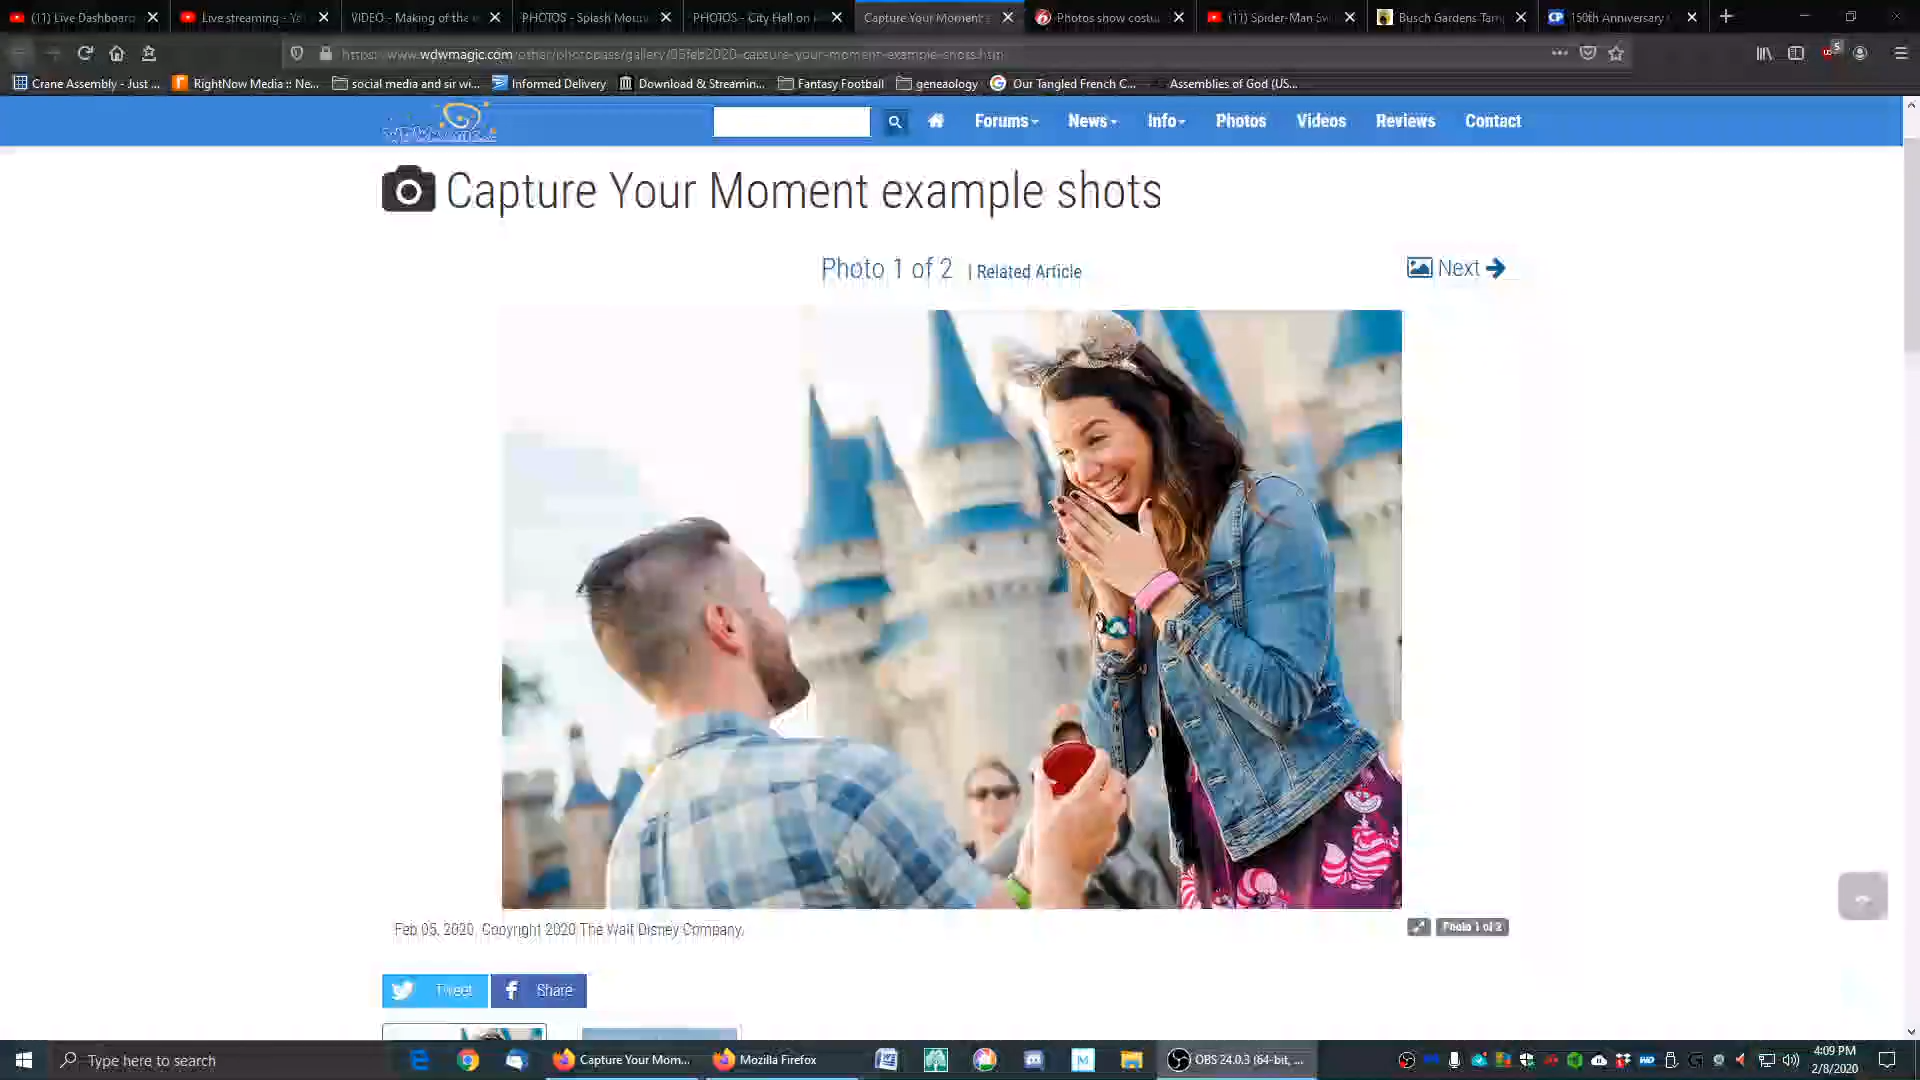 (11) Live Dashboard
Live streaming - Yo
VIDEO - Making of the
PHOTOS - Splash Mou
PHOTOS - City Hall on
Capture Your Moment
Photos show costu
(11) Spider-Man Sw
Busch Gardens Tam
150th Anniversary
https://www.wdwmagic.com/other/photopass/gallery/05feb2020-capture-your-moment-example-shots.htm
5
Crane Assembly - Just ...
RightNow Media :: Ne...
social media and sir wi...
Informed Delivery
Download & Streamin...
Fantasy Football
geneaology
Our Tangled French C...
Assemblies of God (US...
WDWMAGIC
Forums
News
Info
Photos
Videos
Reviews
Contact
Capture Your Moment example shots
Photo 1 of 2 | Related Article
Next
Feb 05, 2020. Copyright 2020 The Walt Disney Company.
Photo 1 of 2
Tweet
Share
Type here to search
Capture Your Mom...
Mozilla Firefox
OBS 24.0.3 (64-bit, ...
4:09 PM
2/8/2020